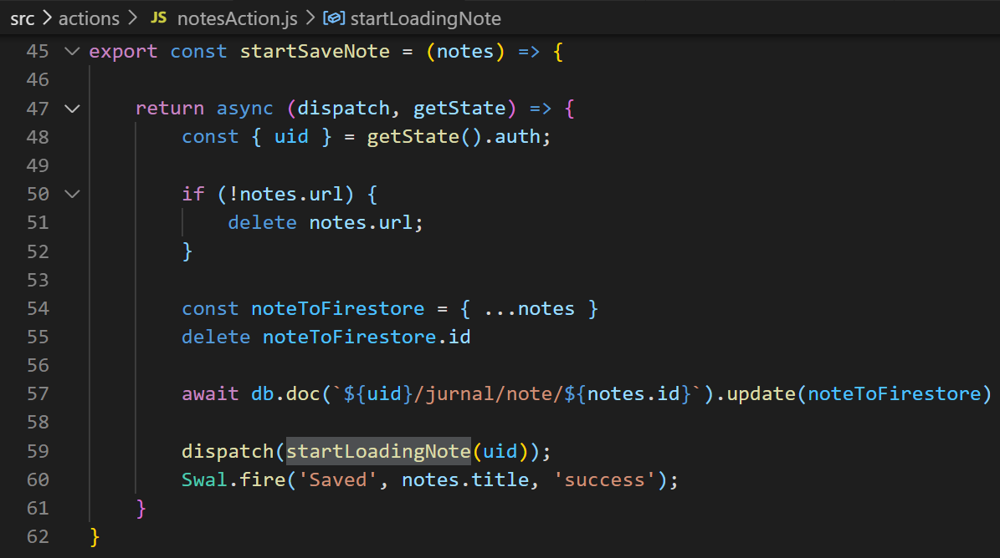 src > actions > JS notesAction.js > startLoadingNote
45 export const startSaveNote = (notes) => {
46
47     return async (dispatch, getState) => {
48         const { uid } = getState().auth;
49
50         if (!notes.url) {
51             delete notes.url;
52         }
53
54         const noteToFirestore = { ...notes }
55         delete noteToFirestore.id
56
57         await db.doc(`${uid}/jurnal/note/${notes.id}`).update(noteToFirestore)
58
59         dispatch(startLoadingNote(uid));
60         Swal.fire('Saved', notes.title, 'success');
61     }
62 }